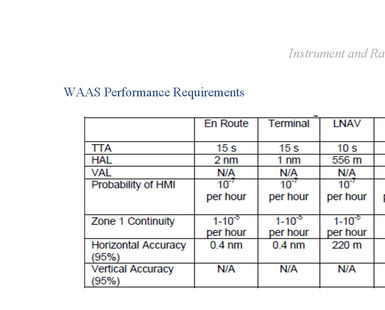 Instrument and Ra
WAAS Performance Requirements
En Route Terminal LNAV
TTA 15 s 15 s 10 s
HAL 2 nm 1 nm 556 m
VAL N/A N/A N/A
Probability of HMI 10⁻⁷ 10⁻⁷ 10⁻⁷
per hour per hour per hour
Zone 1 Continuity 1-10⁻⁵ 1-10⁻⁵ 1-10⁻⁵
per hour per hour per hour
Horizontal Accuracy 0.4 nm 0.4 nm 220 m
(95%)
Vertical Accuracy N/A N/A N/A
(95%)